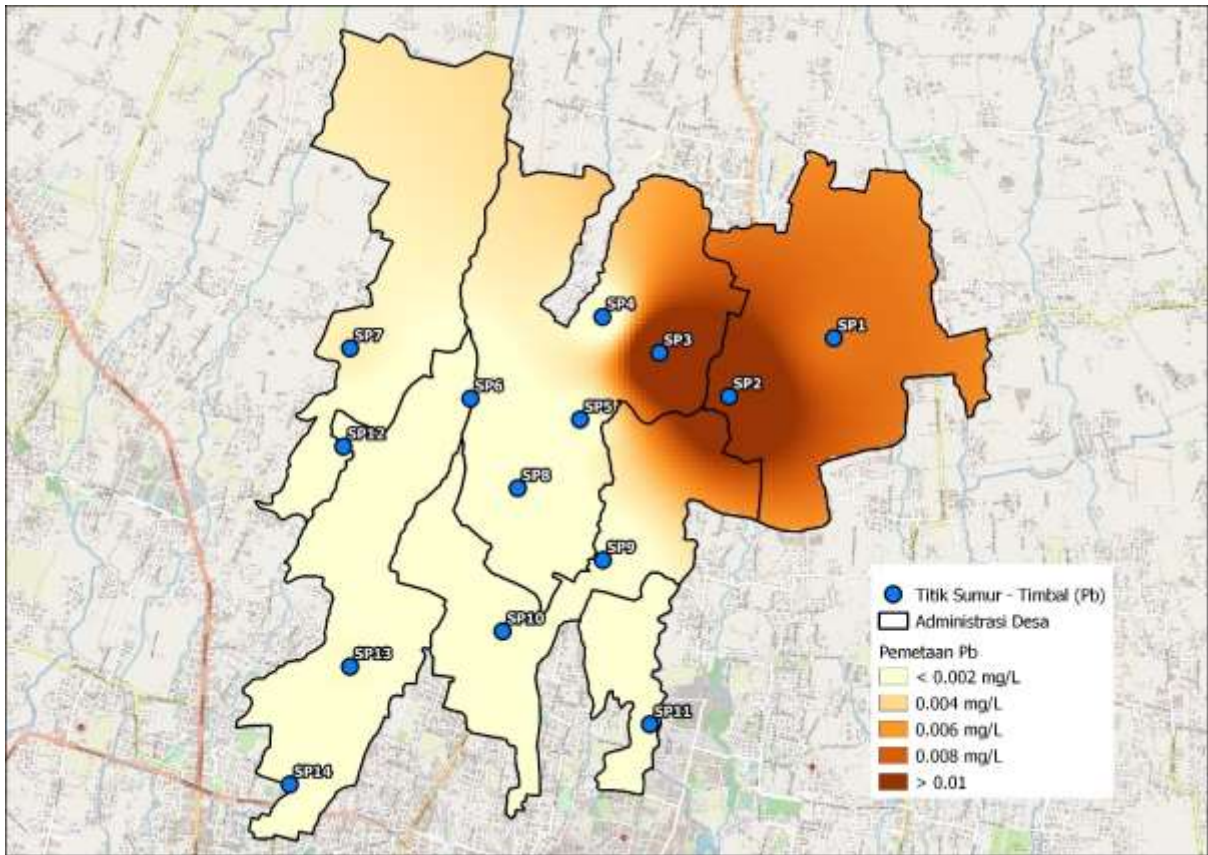 SP4
SP1
SP7
SP3
SP6
SP2
SP5
SP12
SP8
SP9
SP10
SP13
SP11
SP14
Titik Sumur - Timbal (Pb)
Administrasi Desa
Pemetaan Pb
< 0.002 mg/L
0.004 mg/L
0.006 mg/L
0.008 mg/L
> 0.01